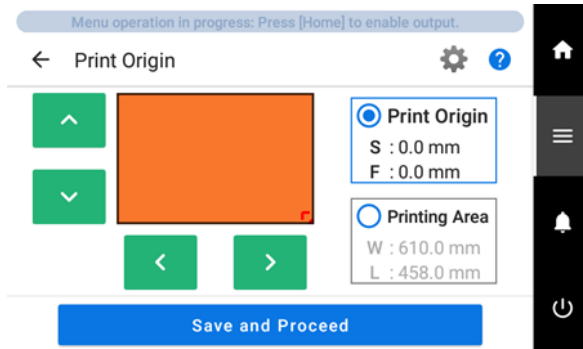 Menu operation in progress: Press [Home] to enable output.
Print Origin
?
Print Origin
S : 0.0 mm
F : 0.0 mm
Printing Area
W : 610.0 mm
L : 458.0 mm
Save and Proceed